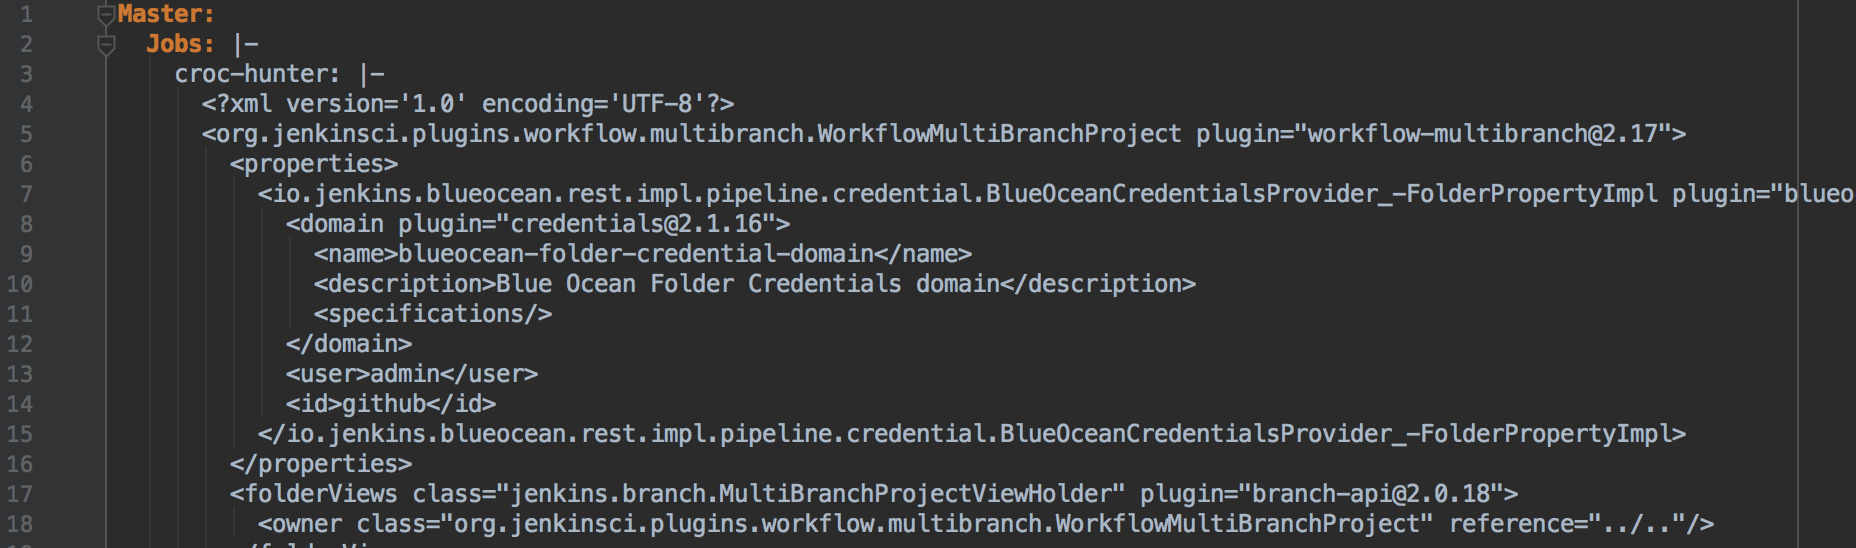 1 Master:
2 Jobs: |-
3 croc-hunter: |-
4 <?xml version='1.0' encoding='UTF-8'?>
5 <org.jenkinsci.plugins.workflow.multibranch.WorkflowMultiBranchProject plugin="workflow-multibranch@2.17">
6 <properties>
7 <io.jenkins.blueocean.rest.impl.pipeline.credential.BlueOceanCredentialsProvider_-FolderPropertyImpl plugin="blueo
8 <domain plugin="credentials@2.1.16">
9 <name>blueocean-folder-credential-domain</name>
10 <description>Blue Ocean Folder Credentials domain</description>
11 <specifications/>
12 </domain>
13 <user>admin</user>
14 <id>github</id>
15 </io.jenkins.blueocean.rest.impl.pipeline.credential.BlueOceanCredentialsProvider_-FolderPropertyImpl>
16 </properties>
17 <folderViews class="jenkins.branch.MultiBranchProjectViewHolder" plugin="branch-api@2.0.18">
18 <owner class="org.jenkinsci.plugins.workflow.multibranch.WorkflowMultiBranchProject" reference="../.."/>